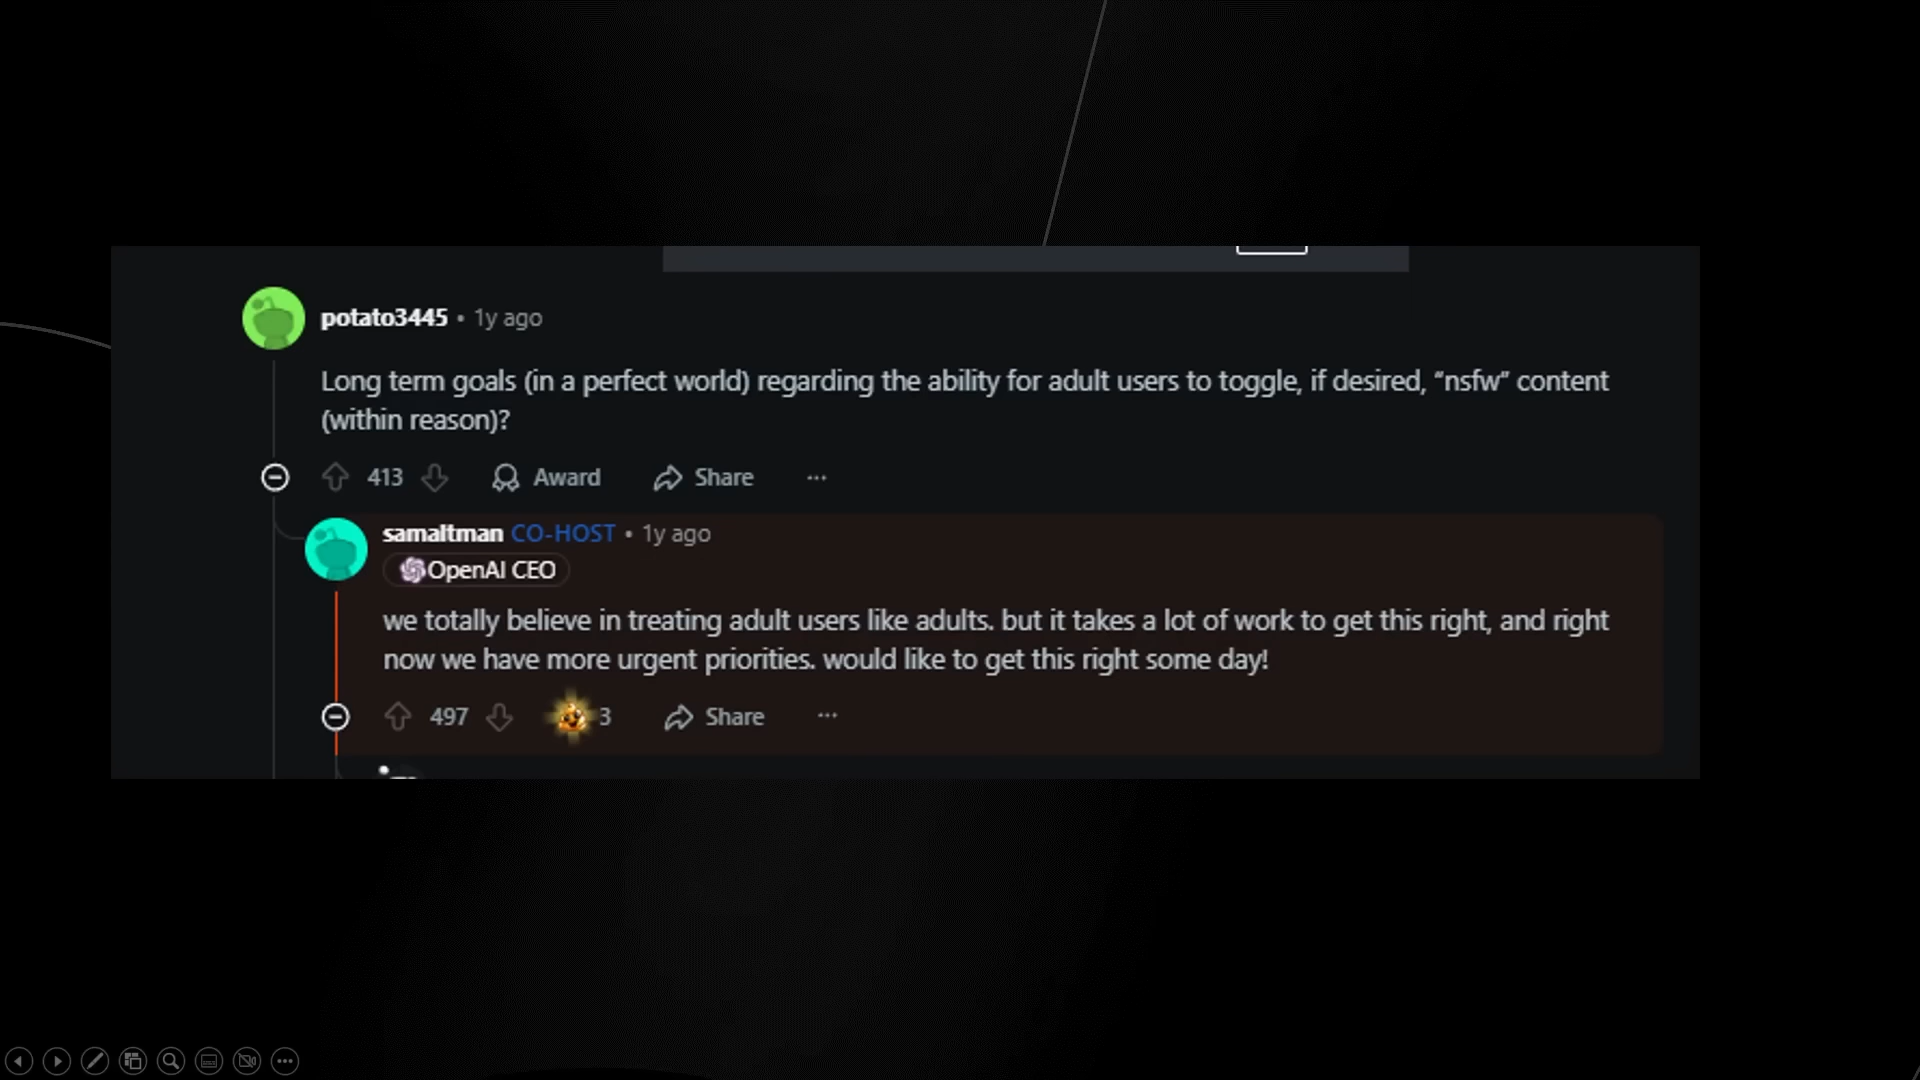 potato3445 • 1y ago
Long term goals (in a perfect world) regarding the ability for adult users to toggle, if desired, “nsfw” content
(within reason)?
413 Award Share ...
samaltman CO-HOST • 1y ago
OpenAI CEO
we totally believe in treating adult users like adults. but it takes a lot of work to get this right, and right
now we have more urgent priorities. would like to get this right some day!
497 3 Share ...